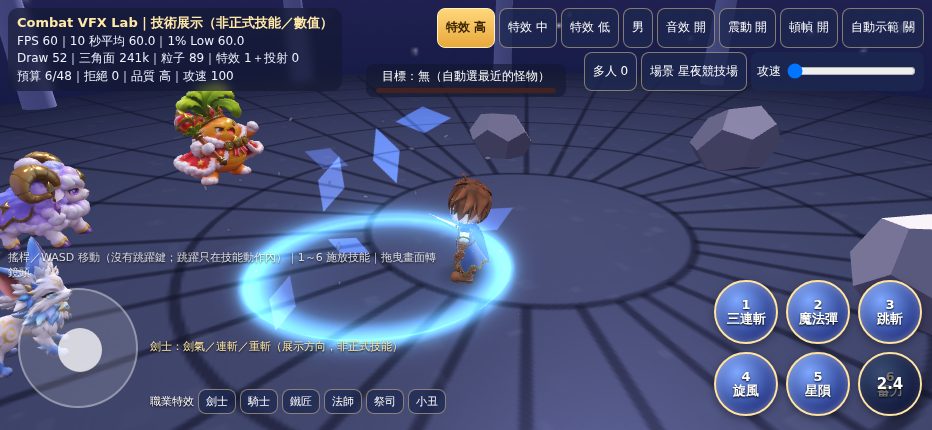 Combat VFX Lab｜技術展示（非正式技能／數值）
FPS 60｜10 秒平均 60.0｜1% Low 60.0
Draw 52｜三角面 241k｜粒子 89｜特效 1＋投射 0
預算 6/48｜拒絕 0｜品質 高｜攻速 100
特效 高
特效 中
特效 低
男
音效 開
震動 開
頓幀 開
自動示範 關
多人 0
場景 星夜競技場
攻速
目標：無（自動選最近的怪物）
搖桿／WASD 移動（沒有跳躍鍵；跳躍只在技能動作內）｜1～6 施放技能｜拖曳畫面轉
鏡頭
劍士：劍氣／連斬／重斬（展示方向，非正式技能）
職業特效
劍士
騎士
鐵匠
法師
祭司
小丑
1
三連斬
2
魔法彈
3
跳斬
4
旋風
5
星隕
6
2.4